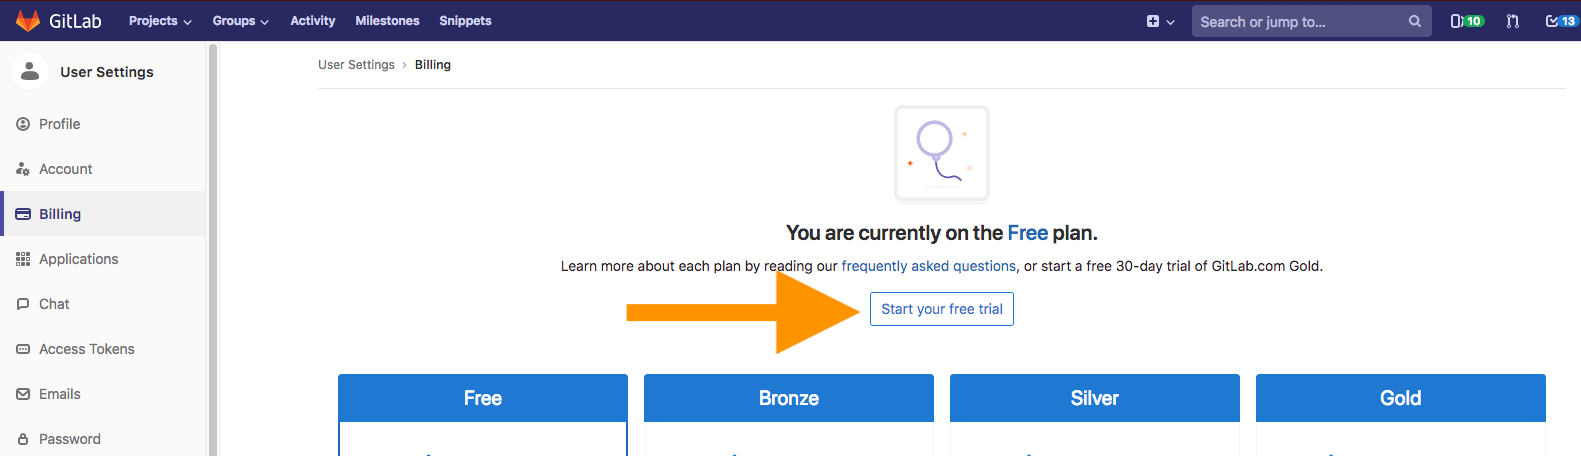 GitLab Projects Groups Activity Milestones Snippets Search or jump to... 10 13
User Settings
Profile
Account
Billing
Applications
Chat
Access Tokens
Emails
Password
User Settings › Billing
You are currently on the Free plan.
Learn more about each plan by reading our frequently asked questions, or start a free 30-day trial of GitLab.com Gold.
Start your free trial
Free Bronze Silver Gold